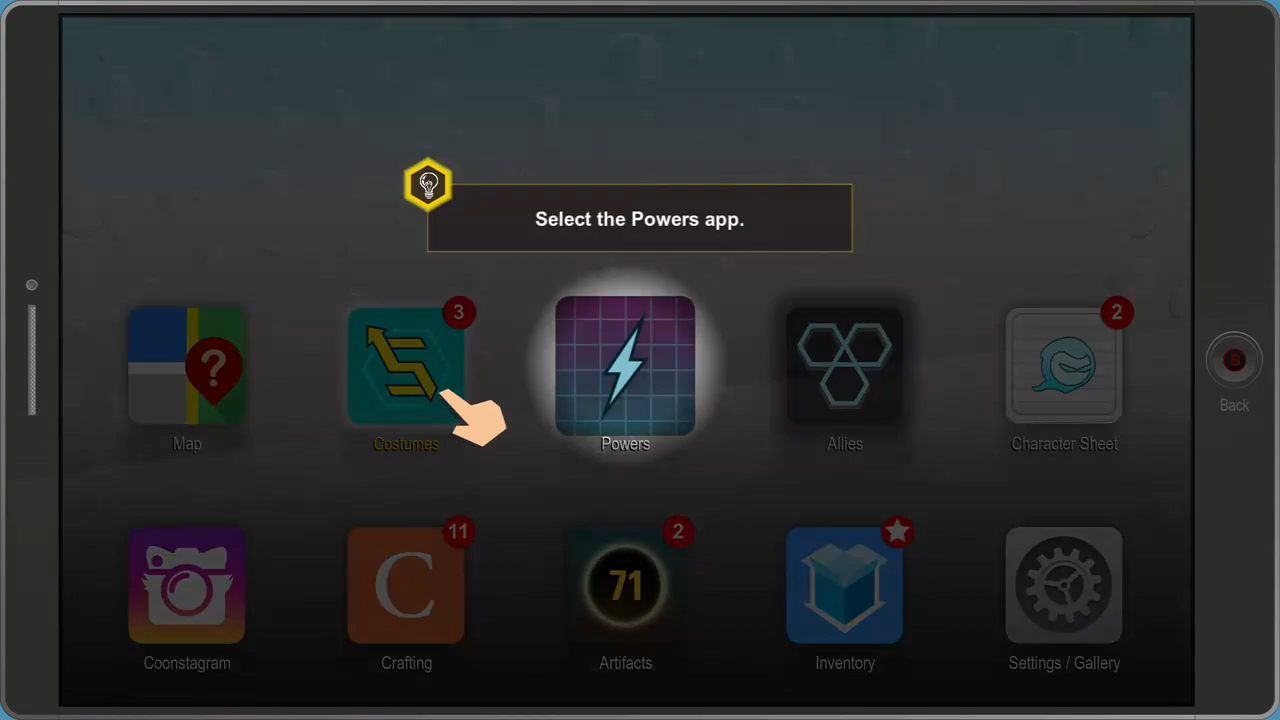 Select the Powers app.
3
2
?
B
Back
Map
Costumes
Powers
Allies
Character Sheet
11
2
C
71
Coonstagram
Crafting
Artifacts
Inventory
Settings / Gallery